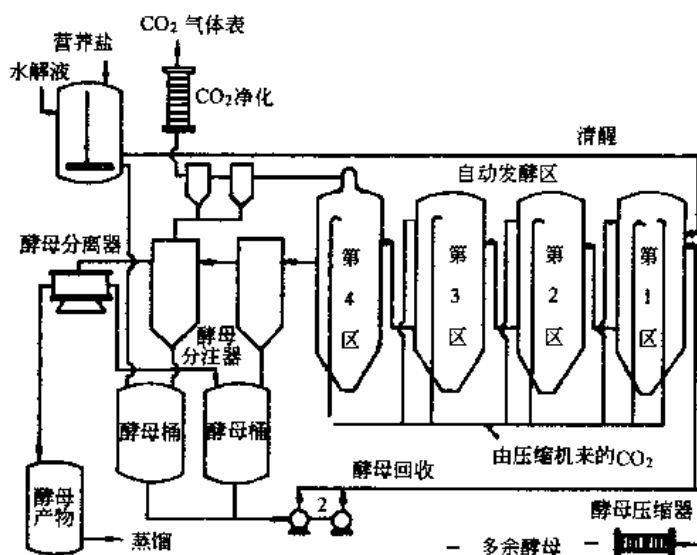 CO₂ 气体表
营养盐
水解液
CO₂净化
清醒
自动发酵区
酵母分离器
第4区
第3区
第2区
第1区
酵母
分注器
酵母桶
酵母桶
由压缩机来的CO₂
酵母回收
酵母
产物
2
酵母压缩器
蒸馏
多余酵母